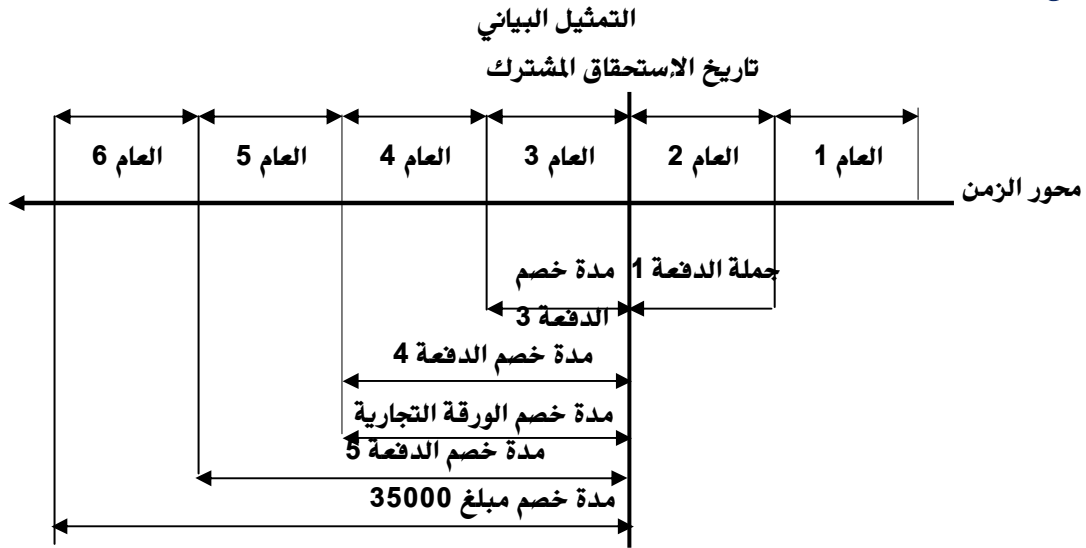 التمثيل البياني
تاريخ الإستحقاق المشترك
العام 1 العام 2 العام 3 العام 4 العام 5 العام 6
محور الزمن
جملة الدفعة 1 مدة خصم
الدفعة 3
مدة خصم الدفعة 4
مدة خصم الورقة التجارية
مدة خصم الدفعة 5
مدة خصم مبلغ 35000